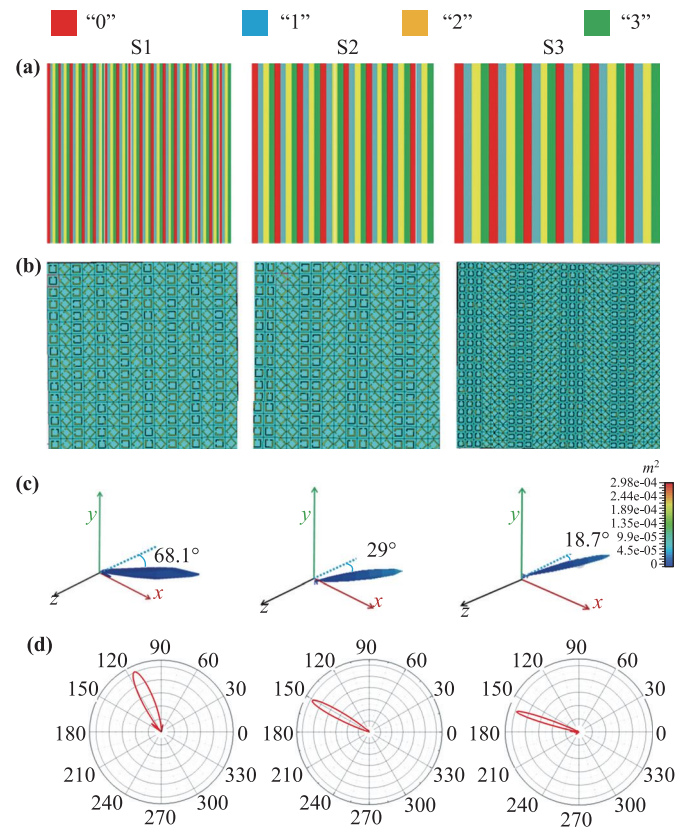 “0” “1” “2” “3”
S1 S2 S3
(a)
(b)
(c)
y 68.1° z x
y 29° z x
y 18.7° z x
m²
2.98e-04
2.44e-04
1.89e-04
1.35e-04
9.9e-05
4.5e-05
0
(d)
90 60 30 0 330 300 270 240 210 180 150 120
90 60 30 0 330 300 270 240 210 180 150 120
90 60 30 0 330 300 270 240 210 180 150 120